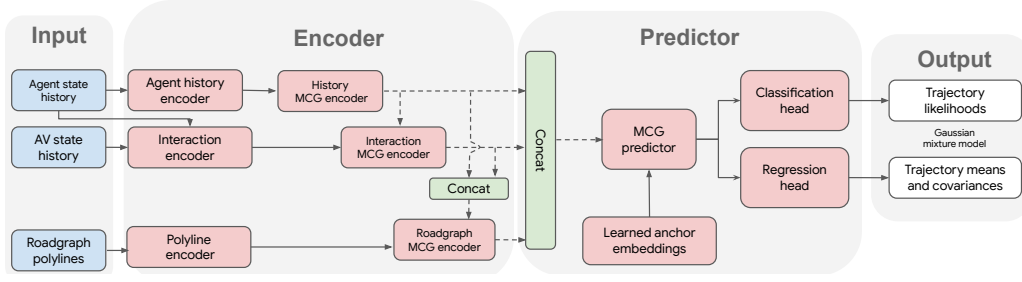 Input
Encoder
Predictor
Output
Agent state
history
Agent history
encoder
History
MCG encoder
AV state
history
Interaction
encoder
Interaction
MCG encoder
Concat
Roadgraph
polylines
Polyline
encoder
Roadgraph
MCG encoder
Concat
MCG
predictor
Learned anchor
embeddings
Classification
head
Regression
head
Trajectory
likelihoods
Gaussian
mixture model
Trajectory means
and covariances